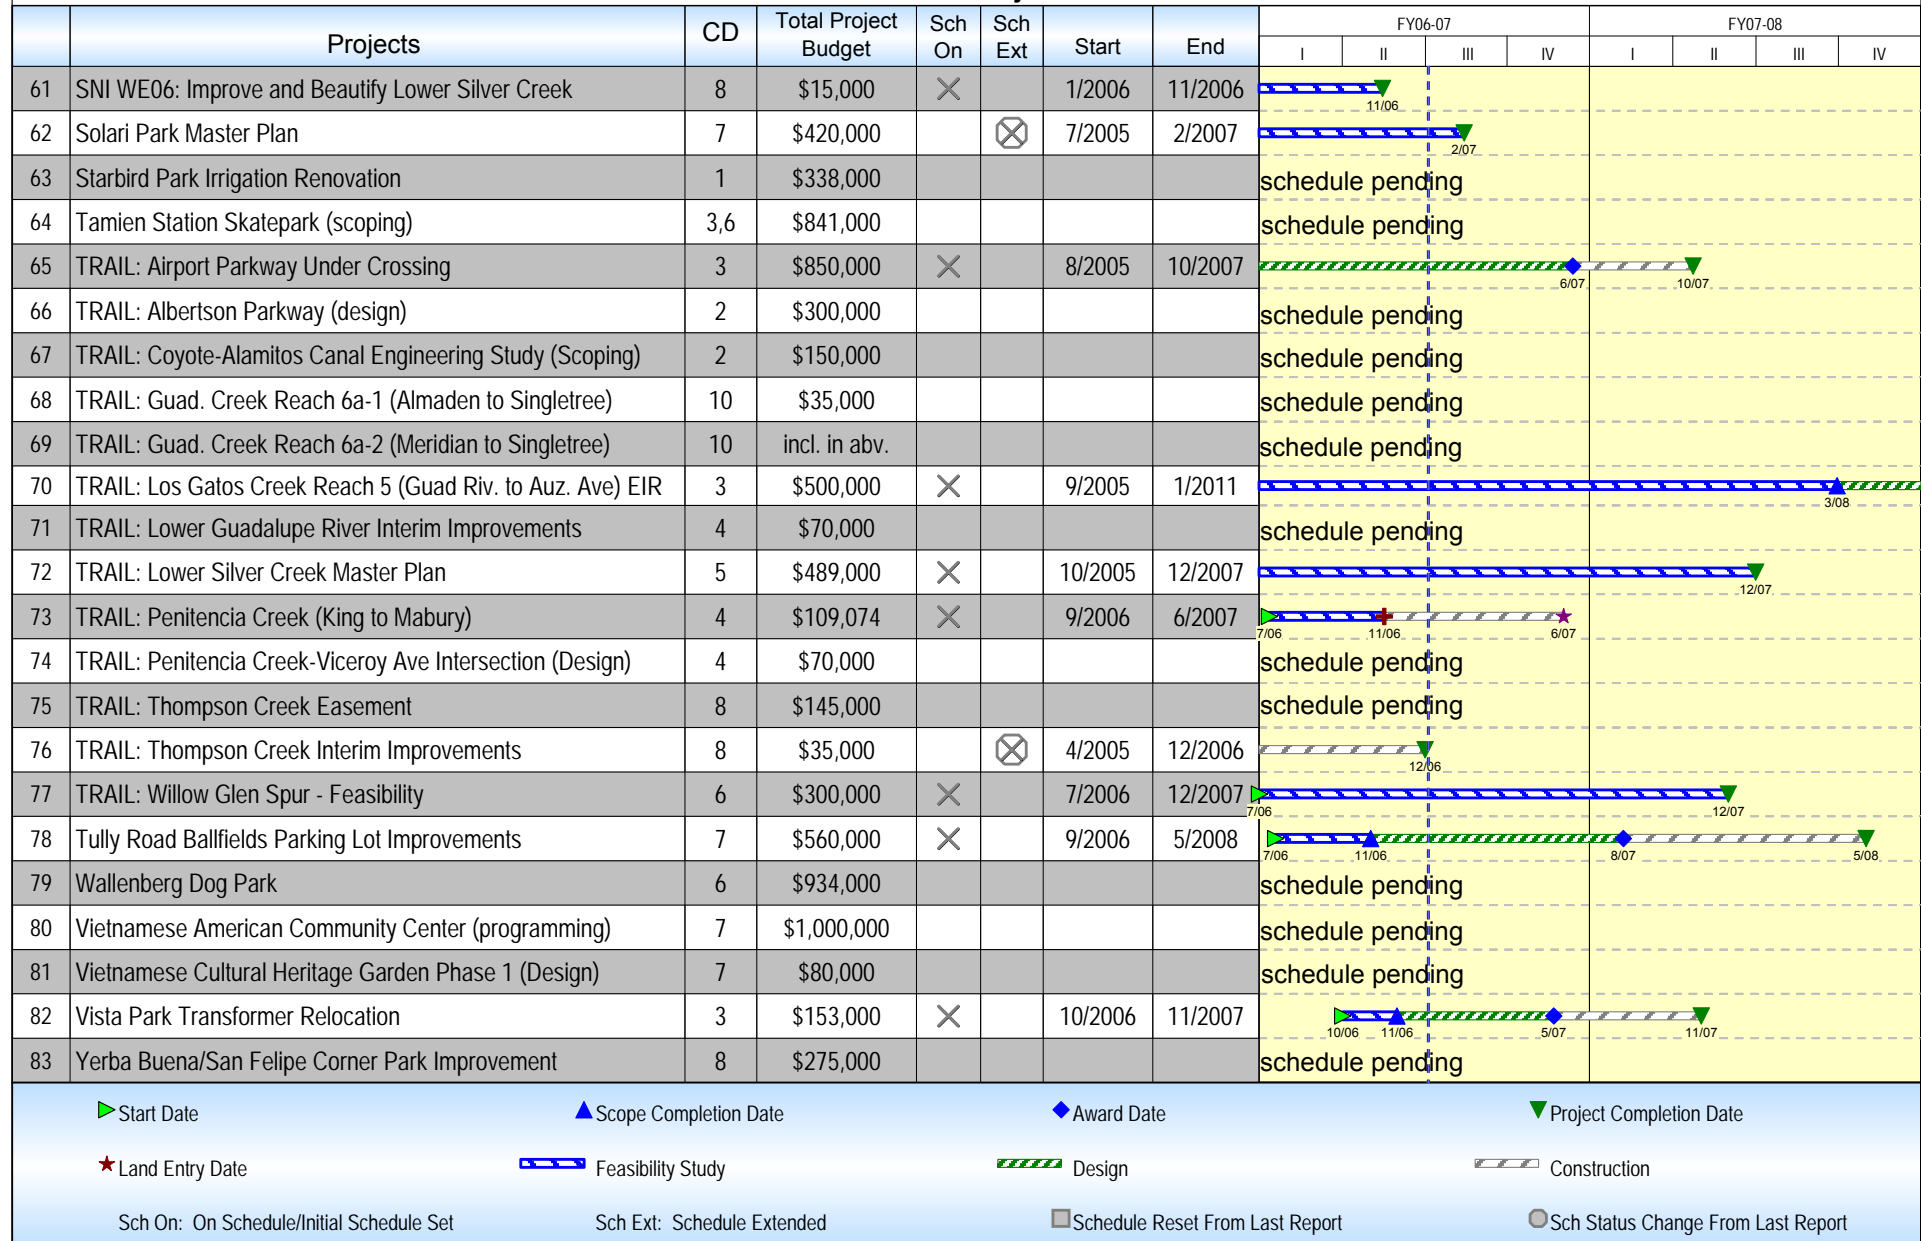 Projects CD Total Project Budget Sch On Sch Ext Start End FY06-07 FY07-08
I II III IV I II III IV
61 SNI WE06: Improve and Beautify Lower Silver Creek 8 $15,000 1/2006 11/2006 11/06
62 Solari Park Master Plan 7 $420,000 7/2005 2/2007 2/07
63 Starbird Park Irrigation Renovation 1 $338,000 schedule pending
64 Tamien Station Skatepark (scoping) 3,6 $841,000 schedule pending
65 TRAIL: Airport Parkway Under Crossing 3 $850,000 8/2005 10/2007 6/07 10/07
66 TRAIL: Albertson Parkway (design) 2 $300,000 schedule pending
67 TRAIL: Coyote-Alamitos Canal Engineering Study (Scoping) 2 $150,000 schedule pending
68 TRAIL: Guad. Creek Reach 6a-1 (Almaden to Singletree) 10 $35,000 schedule pending
69 TRAIL: Guad. Creek Reach 6a-2 (Meridian to Singletree) 10 incl. in abv. schedule pending
70 TRAIL: Los Gatos Creek Reach 5 (Guad Riv. to Auz. Ave) EIR 3 $500,000 9/2005 1/2011 3/08
71 TRAIL: Lower Guadalupe River Interim Improvements 4 $70,000 schedule pending
72 TRAIL: Lower Silver Creek Master Plan 5 $489,000 10/2005 12/2007 12/07
73 TRAIL: Penitencia Creek (King to Mabury) 4 $109,074 9/2006 6/2007 7/06 11/06 6/07
74 TRAIL: Penitencia Creek-Viceroy Ave Intersection (Design) 4 $70,000 schedule pending
75 TRAIL: Thompson Creek Easement 8 $145,000 schedule pending
76 TRAIL: Thompson Creek Interim Improvements 8 $35,000 4/2005 12/2006 12/06
77 TRAIL: Willow Glen Spur - Feasibility 6 $300,000 7/2006 12/2007 7/06 12/07
78 Tully Road Ballfields Parking Lot Improvements 7 $560,000 9/2006 5/2008 7/06 11/06 8/07 5/08
79 Wallenberg Dog Park 6 $934,000 schedule pending
80 Vietnamese American Community Center (programming) 7 $1,000,000 schedule pending
81 Vietnamese Cultural Heritage Garden Phase 1 (Design) 7 $80,000 schedule pending
82 Vista Park Transformer Relocation 3 $153,000 10/2006 11/2007 10/06 11/06 5/07 11/07
83 Yerba Buena/San Felipe Corner Park Improvement 8 $275,000 schedule pending
Start Date Scope Completion Date Award Date Project Completion Date
Land Entry Date Feasibility Study Design Construction
Sch On: On Schedule/Initial Schedule Set Sch Ext: Schedule Extended Schedule Reset From Last Report Sch Status Change From Last Report